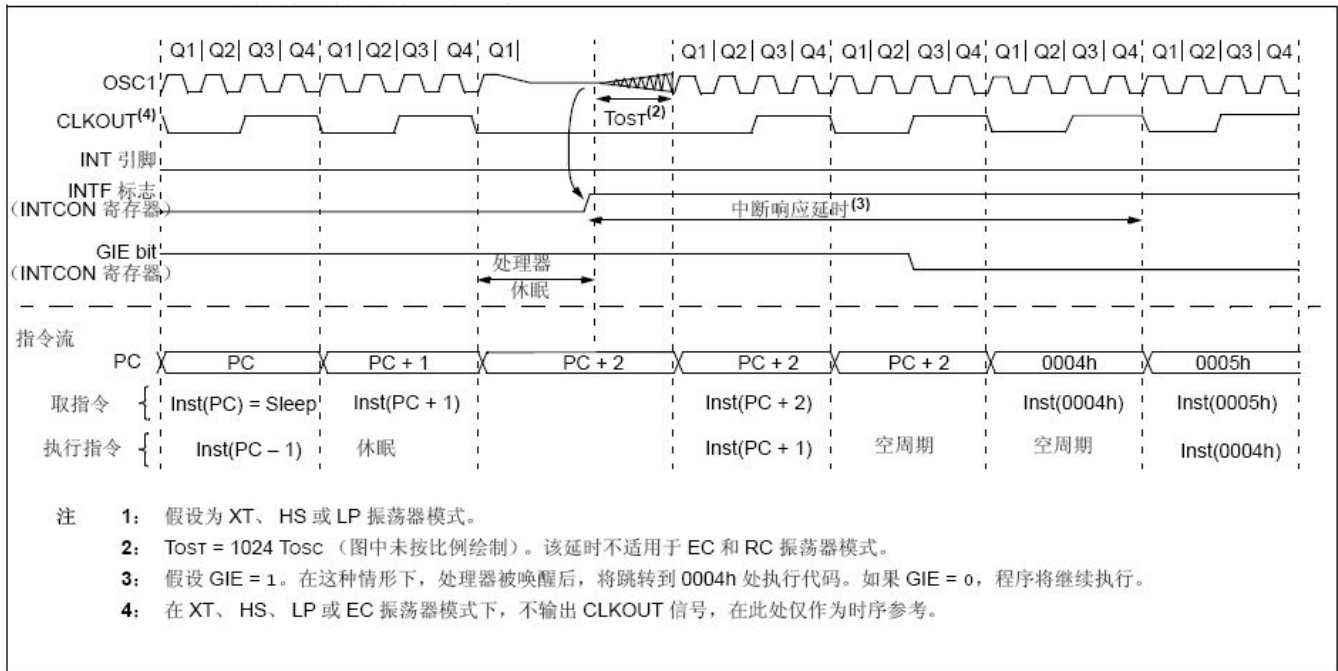 Q1 Q2 Q3 Q4 Q1 Q2 Q3 Q4 Q1 Q1 Q2 Q3 Q4 Q1 Q2 Q3 Q4 Q1 Q2 Q3 Q4 Q1 Q2 Q3 Q4
OSC1
CLKOUT(4)
TOST(2)
INT 引脚
INTF 标志
(INTCON 寄存器)
中断响应延时(3)
GIE bit
(INTCON 寄存器)
处理器
休眠
指令流
PC PC PC + 1 PC + 2 PC + 2 PC + 2 0004h 0005h
取指令 { Inst(PC) = Sleep Inst(PC + 1) Inst(PC + 2) Inst(0004h) Inst(0005h)
执行指令 { Inst(PC – 1) 休眠 Inst(PC + 1) 空周期 空周期 Inst(0004h)
注 1: 假设为 XT、 HS 或 LP 振荡器模式。
2: TOST = 1024 TOSC （图中未按比例绘制）。该延时不适用于 EC 和 RC 振荡器模式。
3: 假设 GIE = 1。在这种情形下，处理器被唤醒后，将跳转到 0004h 处执行代码。如果 GIE = 0，程序将继续执行。
4: 在 XT、 HS、 LP 或 EC 振荡器模式下，不输出 CLKOUT 信号，在此处仅作为时序参考。